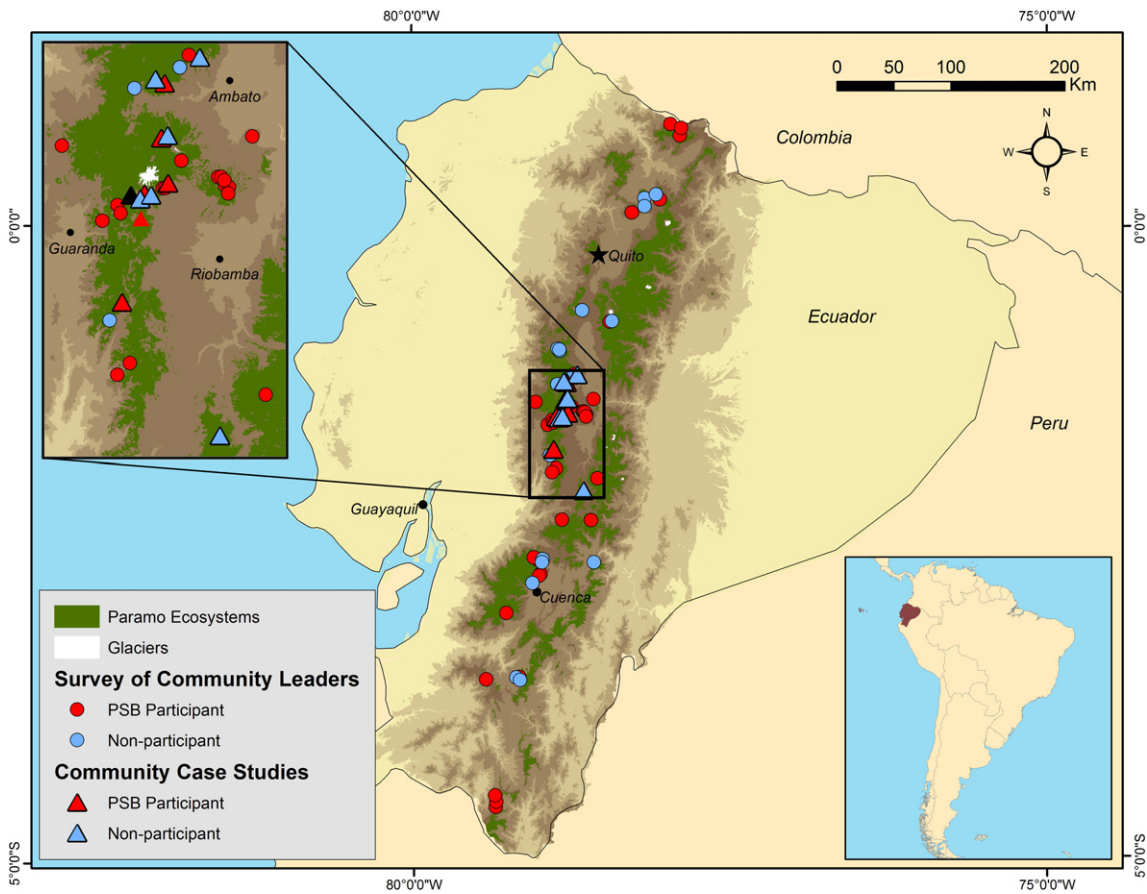 80°0'0"W
75°0'0"W
0
50
100
200
Km
Ambato
Colombia
N
W
E
S
0°0'0"
0°0'0"
Guaranda
Riobamba
Quito
Ecuador
Peru
Guayaquil
Cuenca
Paramo Ecosystems
Glaciers
Survey of Community Leaders
PSB Participant
Non-participant
Community Case Studies
PSB Participant
Non-participant
5°0'0"S
5°0'0"S
80°0'0"W
75°0'0"W